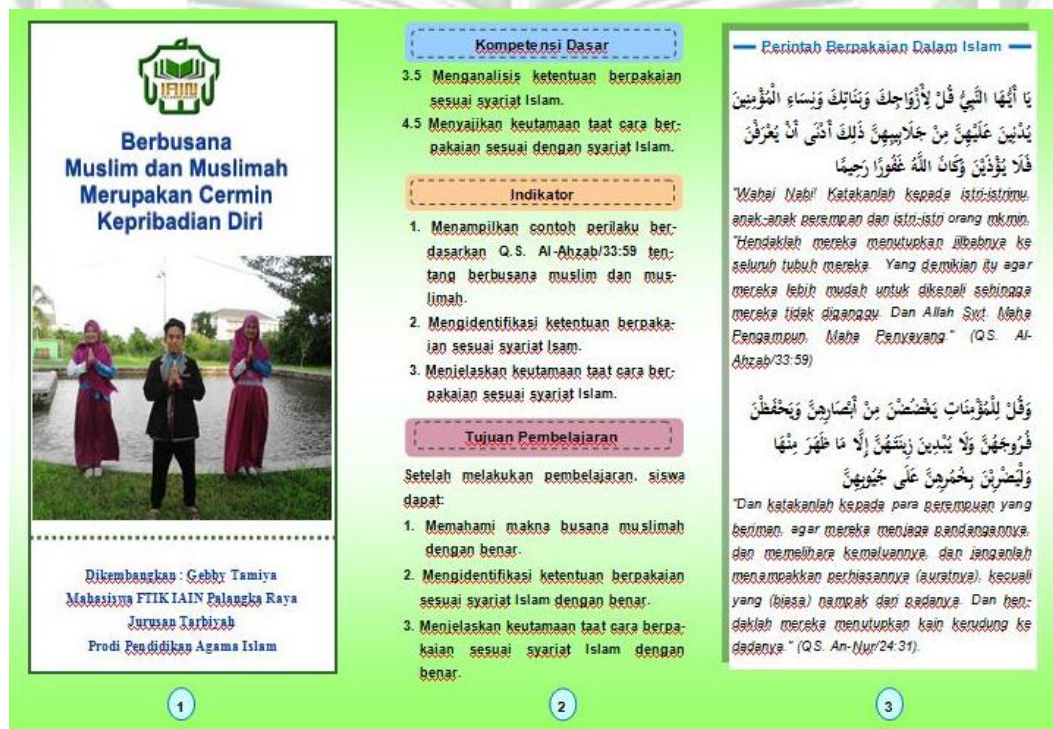 IAIN
Berbusana
Muslim dan Muslimah
Merupakan Cermin
Kepribadian Diri
Dikembangkan : Gebby Tamiya
Mahasiswa FTIK IAIN Palangka Raya
Jurusan Tarbiyah
Prodi Pendidikan Agama Islam
1
Kompetensi Dasar
3.5 Menganalisis ketentuan berpakaian
sesuai syariat Islam.
4.5 Menyajikan keutamaan taat cara ber-
pakaian sesuai dengan syariat Islam.
Indikator
1. Menampilkan contoh perilaku ber-
dasarkan Q.S. Al-Ahzab/33:59 ten-
tang berbusana muslim dan mus-
limah.
2. Mengidentifikasi ketentuan berpaka-
ian sesuai syariat Isam.
3. Menjelaskan keutamaan taat cara ber-
pakaian sesuai syariat Islam.
Tujuan Pembelajaran
Setelah melakukan pembelajaran, siswa
dapat:
1. Memahami makna busana muslimah
dengan benar.
2. Mengidentifikasi ketentuan berpakaian
sesuai syariat Islam dengan benar.
3. Menjelaskan keutamaan taat cara berpa-
kaian sesuai syariat Islam dengan
benar.
2
Perintah Berpakaian Dalam Islam
يَا أَيُّهَا النَّبِيُّ قُلْ لِأَزْوَاجِكَ وَبَنَاتِكَ وَنِسَاءِ الْمُؤْمِنِينَ
يُدْنِينَ عَلَيْهِنَّ مِنْ جَلَابِيبِهِنَّ ذَلِكَ أَدْنَى أَنْ يُعْرَفْنَ
فَلَا يُؤْذَيْنَ وَكَانَ اللَّهُ غَفُورًا رَحِيمًا
"Wahai Nabi! Katakanlah kepada istri-istrimu,
anak-anak perempan dan istri-istri orang mkmin,
"Hendaklah mereka menutupkan jilbabnya ke
seluruh tubuh mereka. Yang demikian itu agar
mereka lebih mudah untuk dikenali sehingga
mereka tidak diganggu. Dan Allah Swt. Maha
Pengampun, Maha Penyayang." (QS. Al-
Ahzab/33:59)
وَقُلْ لِلْمُؤْمِنَاتِ يَغْضُضْنَ مِنْ أَبْصَارِهِنَّ وَيَحْفَظْنَ
فُرُوجَهُنَّ وَلَا يُبْدِينَ زِينَتَهُنَّ إِلَّا مَا ظَهَرَ مِنْهَا
وَلْيَضْرِبْنَ بِخُمُرِهِنَّ عَلَى جُيُوبِهِنَّ
"Dan katakanlah kepada para perempuan yang
beriman, agar mereka menjaga pandangannya,
dan memelihara kemaluannya, dan janganlah
menampakkan perhiasannya (auratnya), kecuali
yang (biasa) nampak dari padanya. Dan hen-
daklah mereka menutupkan kain kerudung ke
dadanya." (QS. An-Nur/24:31).
3